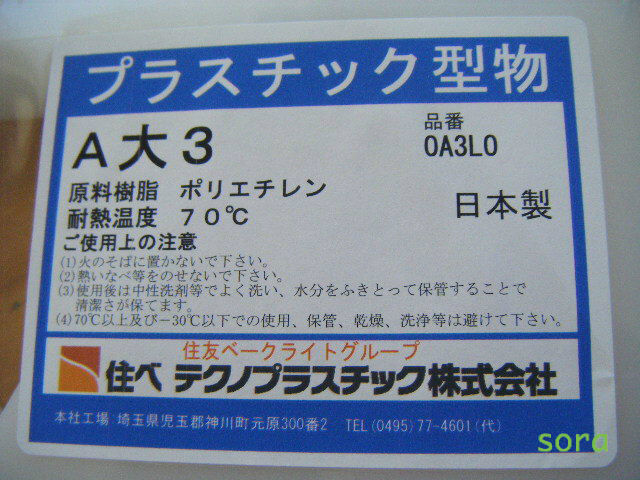 プラスチック型物
A大3
品番
OA3LO
原料樹脂 ポリエチレン
耐熱温度 70℃
日本製
ご使用上の注意
(1)火のそばに置かないで下さい。
(2)熱いなべ等をのせないで下さい。
(3)使用後は中性洗剤等でよく洗い、水分をふきとって保管することで
清潔さが保てます。
(4)70℃以上及び-30℃以下での使用、保管、乾燥、洗浄等は避けて下さい。
住友ベークライトグループ
住べ テクノプラスチック株式会社
本社工場 埼玉県児玉郡神川町元原300番2 TEL(0495)77-4601(代)
sora